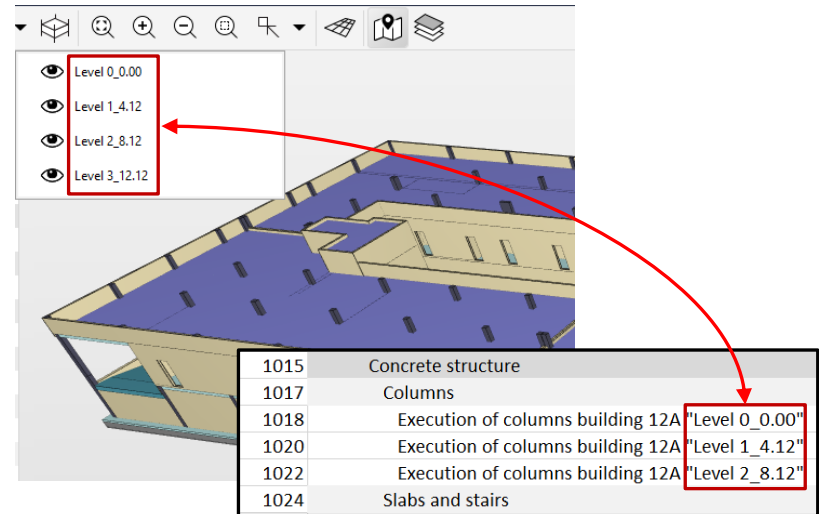 Level 0_0.00
Level 1_4.12
Level 2_8.12
Level 3_12.12
1015 Concrete structure
1017 Columns
1018 Execution of columns building 12A "Level 0_0.00"
1020 Execution of columns building 12A "Level 1_4.12"
1022 Execution of columns building 12A "Level 2_8.12"
1024 Slabs and stairs